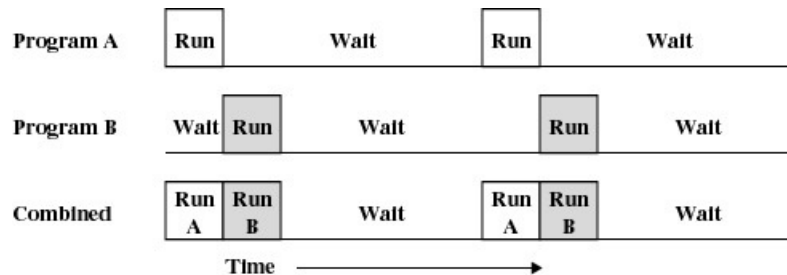 Program A Run Wait Run Wait
Program B Wait Run Wait Run Wait
Combined Run A Run B Wait Run A Run B Wait
Time